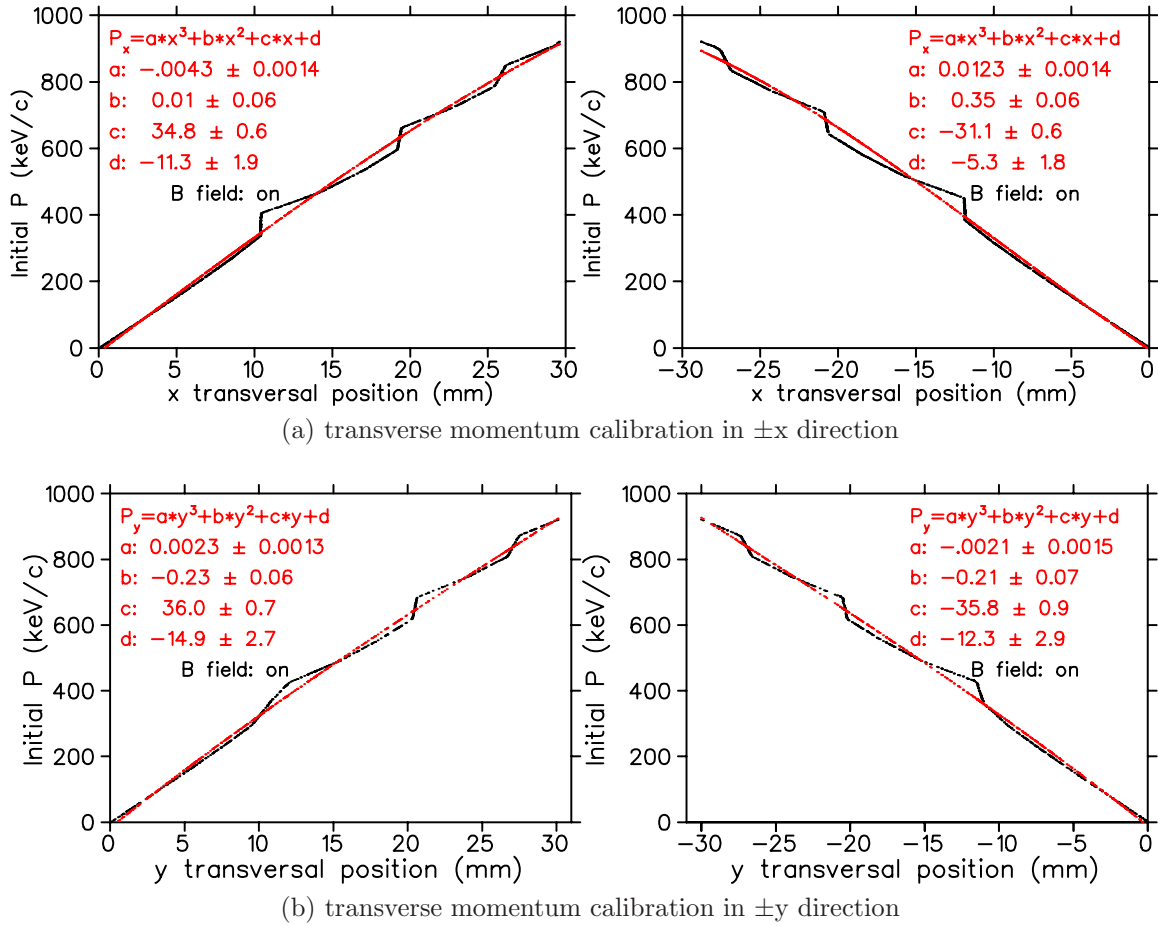 1000
800
600
400
200
0
Initial P (keV/c)
Pₓ=a*x³+b*x²+c*x+d
a: −.0043 ± 0.0014
b: 0.01 ± 0.06
c: 34.8 ± 0.6
d: −11.3 ± 1.9
B field: on
0 5 10 15 20 25 30
x transversal position (mm)
1000
800
600
400
200
0
Initial P (keV/c)
Pₓ=a*x³+b*x²+c*x+d
a: 0.0123 ± 0.0014
b: 0.35 ± 0.06
c: −31.1 ± 0.6
d: −5.3 ± 1.8
B field: on
−30 −25 −20 −15 −10 −5 0
x transversal position (mm)
(a) transverse momentum calibration in ±x direction
1000
800
600
400
200
0
Initial P (keV/c)
P_y=a*y³+b*y²+c*y+d
a: 0.0023 ± 0.0013
b: −0.23 ± 0.06
c: 36.0 ± 0.7
d: −14.9 ± 2.7
B field: on
0 5 10 15 20 25 30
y transversal position (mm)
1000
800
600
400
200
0
Initial P (keV/c)
P_y=a*y³+b*y²+c*y+d
a: −.0021 ± 0.0015
b: −0.21 ± 0.07
c: −35.8 ± 0.9
d: −12.3 ± 2.9
B field: on
−30 −25 −20 −15 −10 −5 0
y transversal position (mm)
(b) transverse momentum calibration in ±y direction